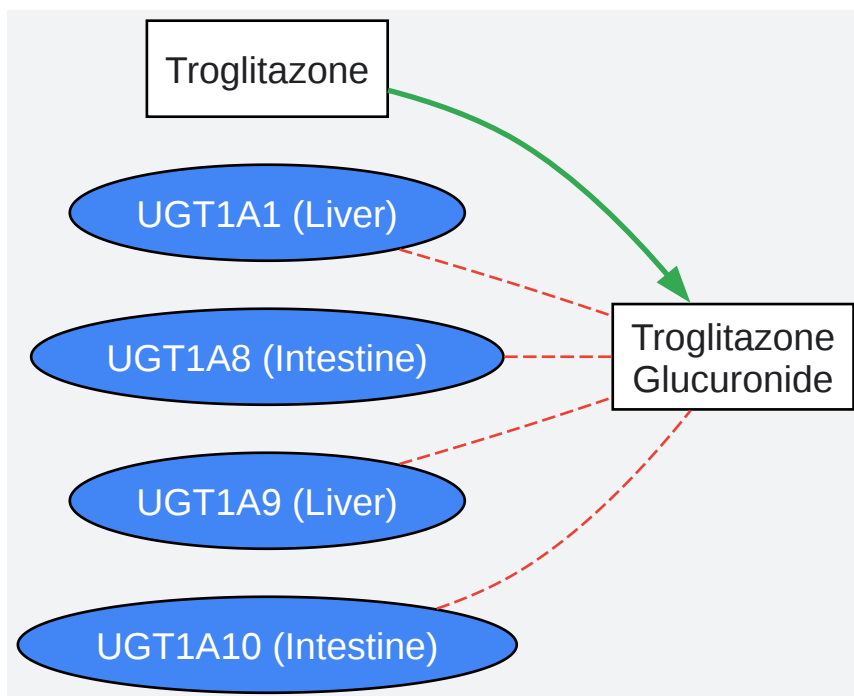 Troglitazone
UGT1A1 (Liver)
UGT1A8 (Intestine)
Troglitazone
Glucuronide
UGT1A9 (Liver)
UGT1A10 (Intestine)